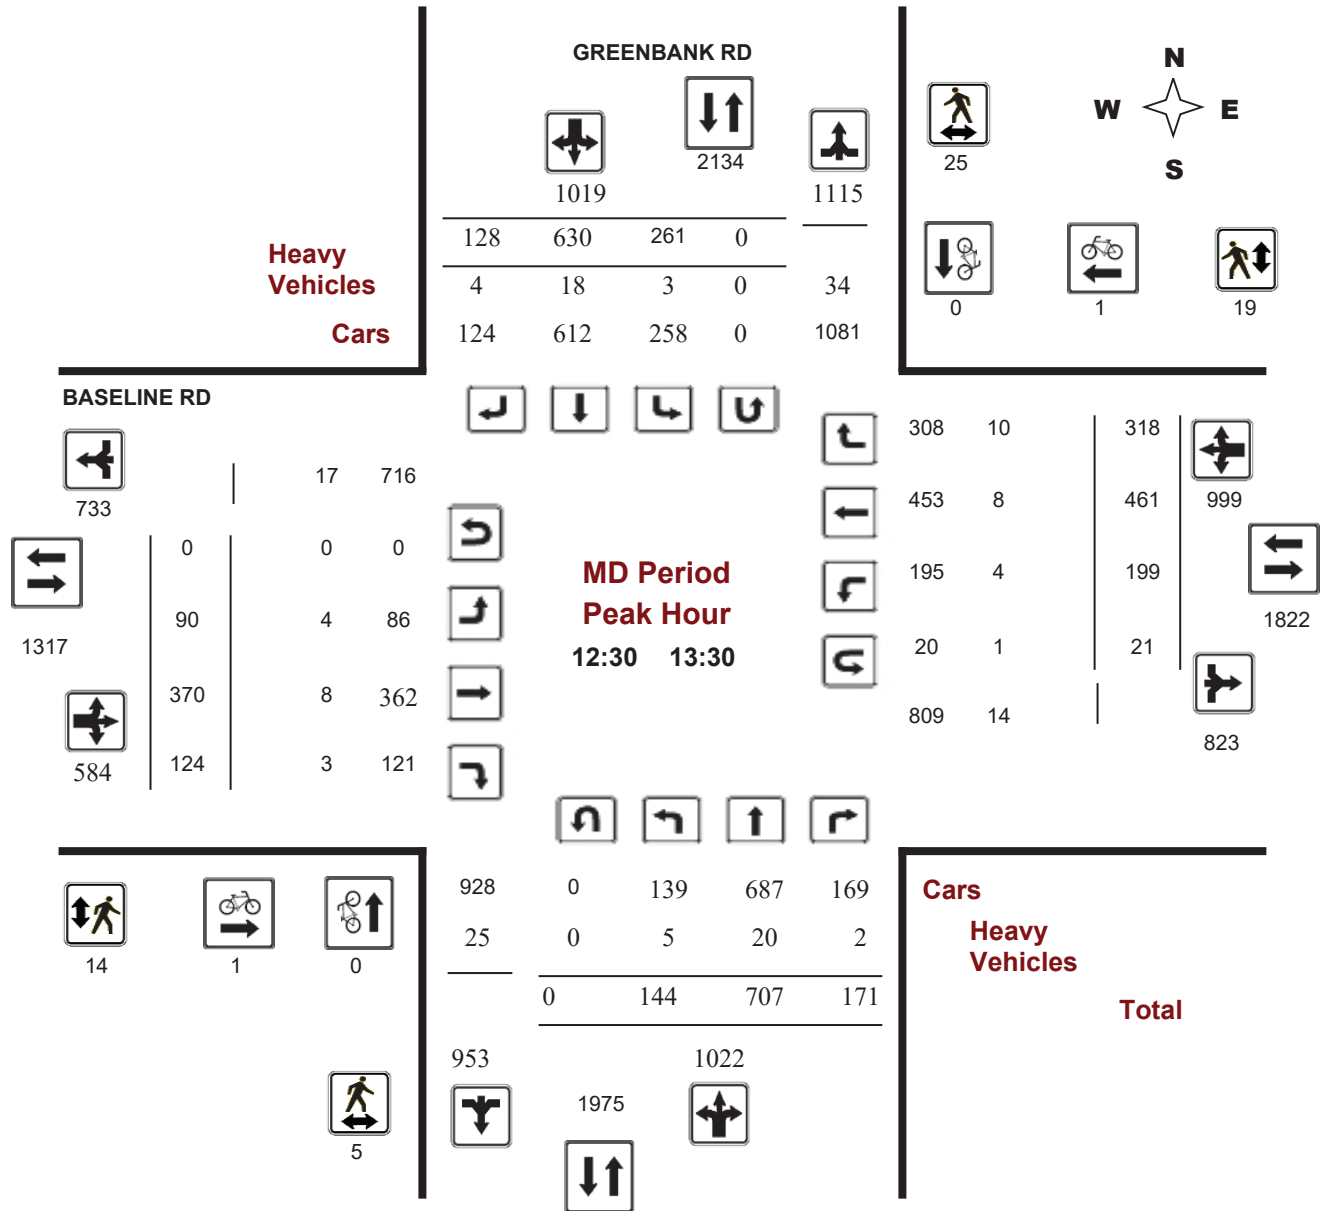 GREENBANK RD
N
W E
S
25
2134
1019 1115
128 630 261 0
Heavy
Vehicles
4 18 3 0 34
Cars
124 612 258 0 1081
0 1 19
BASELINE RD
308 10 318
17 716
733
453 8 461 999
0 0 0
MD Period
195 4 199
Peak Hour
90 4 86
1317
1822
12:30 13:30
20 1 21
370 8 362
809 14
823
584 124 3 121
928 0 139 687 169
Cars
25 0 5 20 2
Heavy
Vehicles
14 1 0
0 144 707 171
Total
953 1022
1975
5